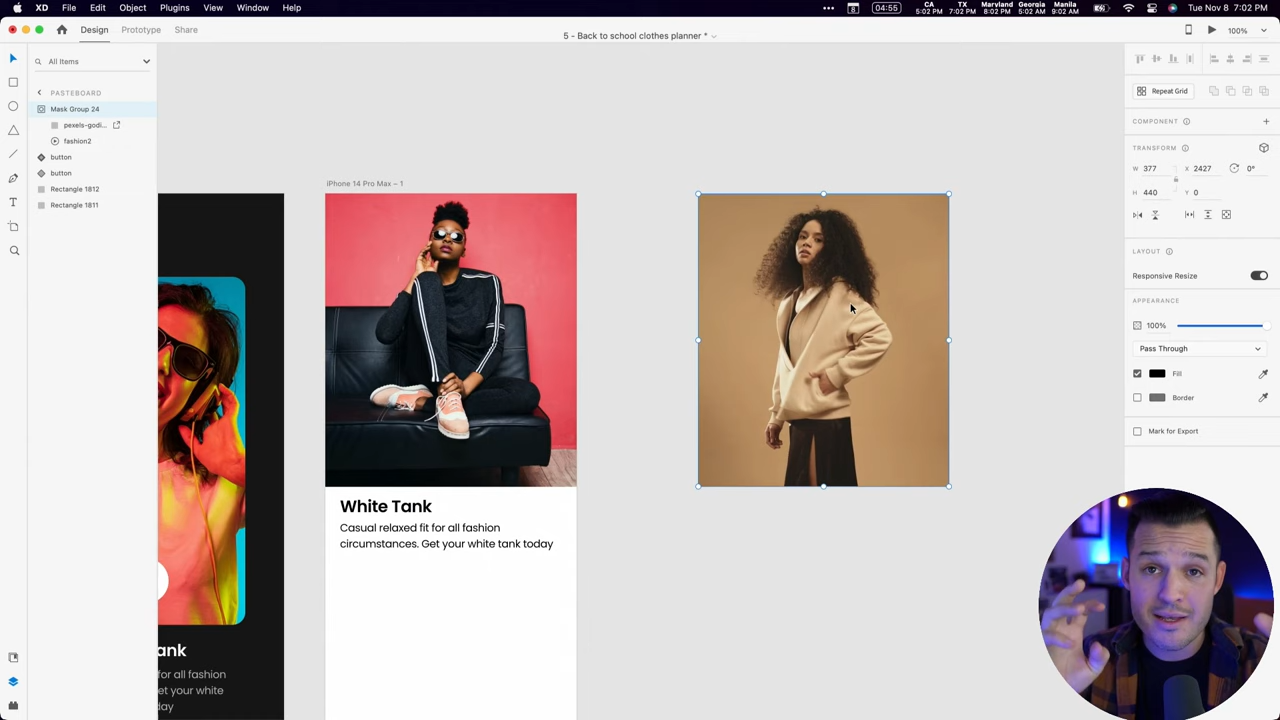 XD File Edit Object Plugins View Window Help
8 04:55 CA TX Maryland Georgia Manila Tue Nov 8 7:02 PM
5:02 PM 7:02 PM 8:02 PM 5:02 AM 9:02 AM
Design Prototype Share
5 - Back to school clothes planner *
100%
All Items
PASTEBOARD
Mask Group 24
pexels-godi...
fashion2
button
button
Rectangle 1812
Rectangle 1811
ank
for all fashion
et your white
day
iPhone 14 Pro Max – 1
White Tank
Casual relaxed fit for all fashion
circumstances. Get your white tank today
Repeat Grid
COMPONENT
TRANSFORM
W 377 X 2427 0°
H 440 Y 0
LAYOUT
Responsive Resize
APPEARANCE
100%
Pass Through
Fill
Border
Mark for Export